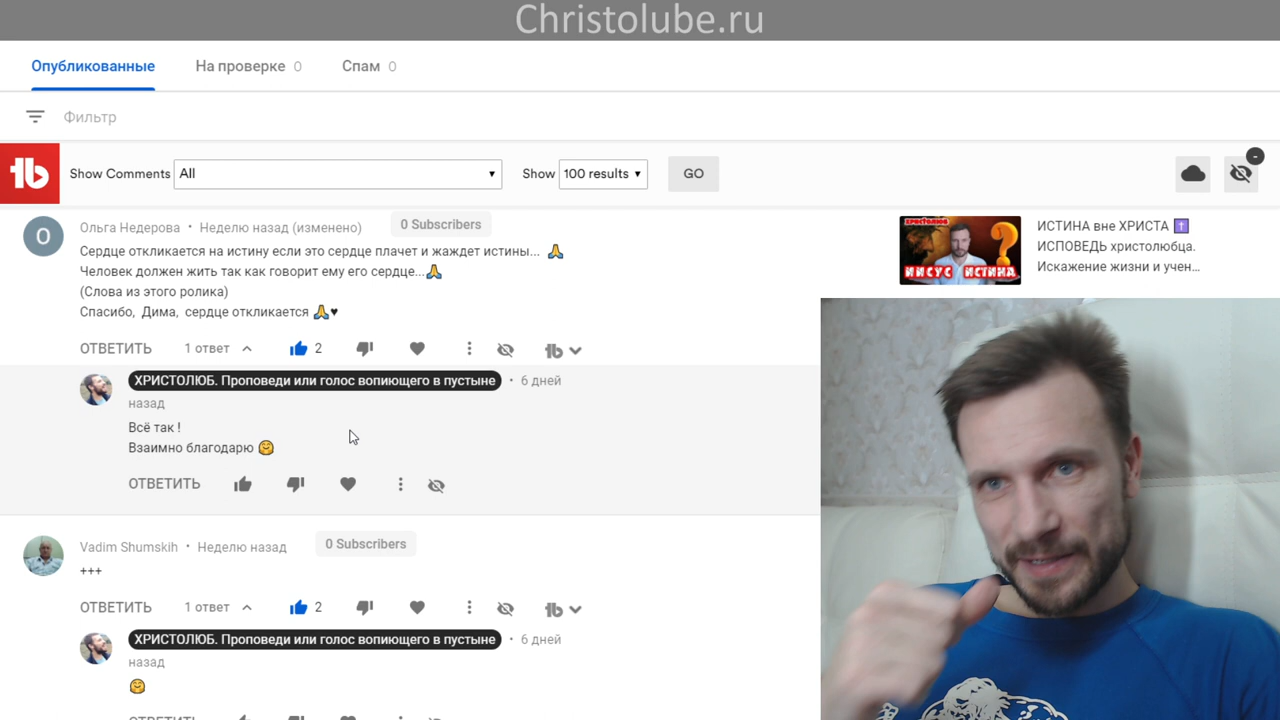 Christolube.ru
Опубликованные На проверке 0 Спам 0
Фильтр
Show Comments All Show 100 results GO
-
Ольга Недерова • Неделю назад (изменено) 0 Subscribers
Сердце откликается на истину если это сердце плачет и жаждет истины... 🙏
Человек должен жить так как говорит ему его сердце...🙏
(Слова из этого ролика)
Спасибо, Дима, сердце откликается 🙏♥
ОТВЕТИТЬ 1 ответ 2
ХРИСТОЛЮБ. Проповеди или голос вопиющего в пустыне • 6 дней
назад
Всё так !
Взаимно благодарю 🤗
ОТВЕТИТЬ
Vadim Shumskih • Неделю назад 0 Subscribers
+++
ОТВЕТИТЬ 1 ответ 2
ХРИСТОЛЮБ. Проповеди или голос вопиющего в пустыне • 6 дней
назад
🤗
ОТВЕТИТЬ
ХРИСТОЛЮБ
ИИСУС ИСТИНА
ИСТИНА вне ХРИСТА ✝️
ИСПОВЕДЬ христолюбца.
Искажение жизни и учен...